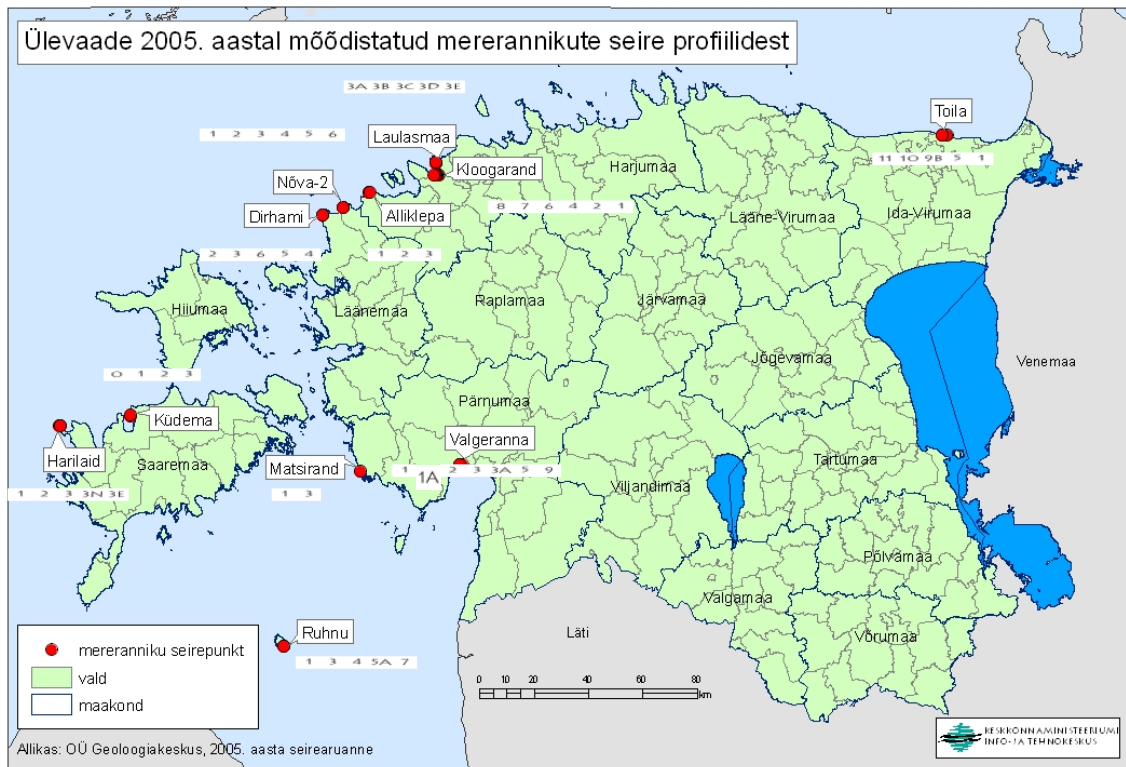 Ülevaade 2005. aastal mõõdistatud mererannikute seire profiilidest
3A 3B 3C 3D 3E
Toila
1 2 3 4 5 6
Laulasmaa
11 10 9B 5 1
Kloogarand
Harjumaa
Nõva-2
Alliklepa
8 7 6 4 2 1
Dirhami
Lääne-Virumaa
Ida-Virumaa
2 3 6 5 4
1 2 3
Hiiumaa
Läänemaa
Raplamaa
Järvamaa
Jõgevamaa
Venemaa
0 1 2 3
Pärnumaa
Küdema
Valgeranna
Harilaid
Saaremaa
Matsirand
1 2 3 3A 5 9
1A
Tartumaa
Viljandimaa
1 2 3 3N 3E
1 3
Põlvamaa
Valgamaa
Ruhnu
Läti
Võrumaa
1 3 4 5A 7
mereranniku seirepunkt
vald
maakond
0 5 10 20 40 60 80
km
KESKKONNAMINISTEERIUMI
INFO- JA TEHNOKESKUS
Allikas: OÜ Geoloogiakeskus, 2005. aasta seirearuanne